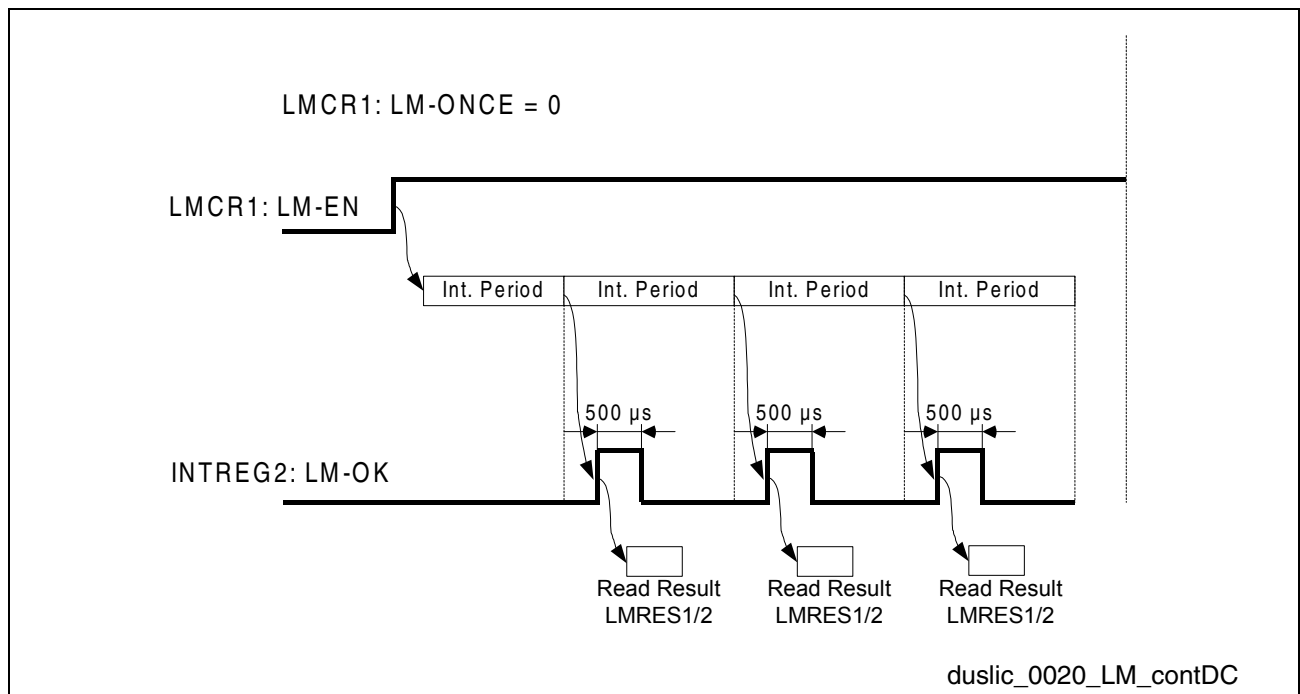 LMCR1: LM-ONCE = 0
LMCR1: LM-EN
Int. Period Int. Period Int. Period Int. Period
500 µs 500 µs 500 µs
INTREG2: LM-OK
Read Result Read Result Read Result
LMRES1/2 LMRES1/2 LMRES1/2
duslic_0020_LM_contDC